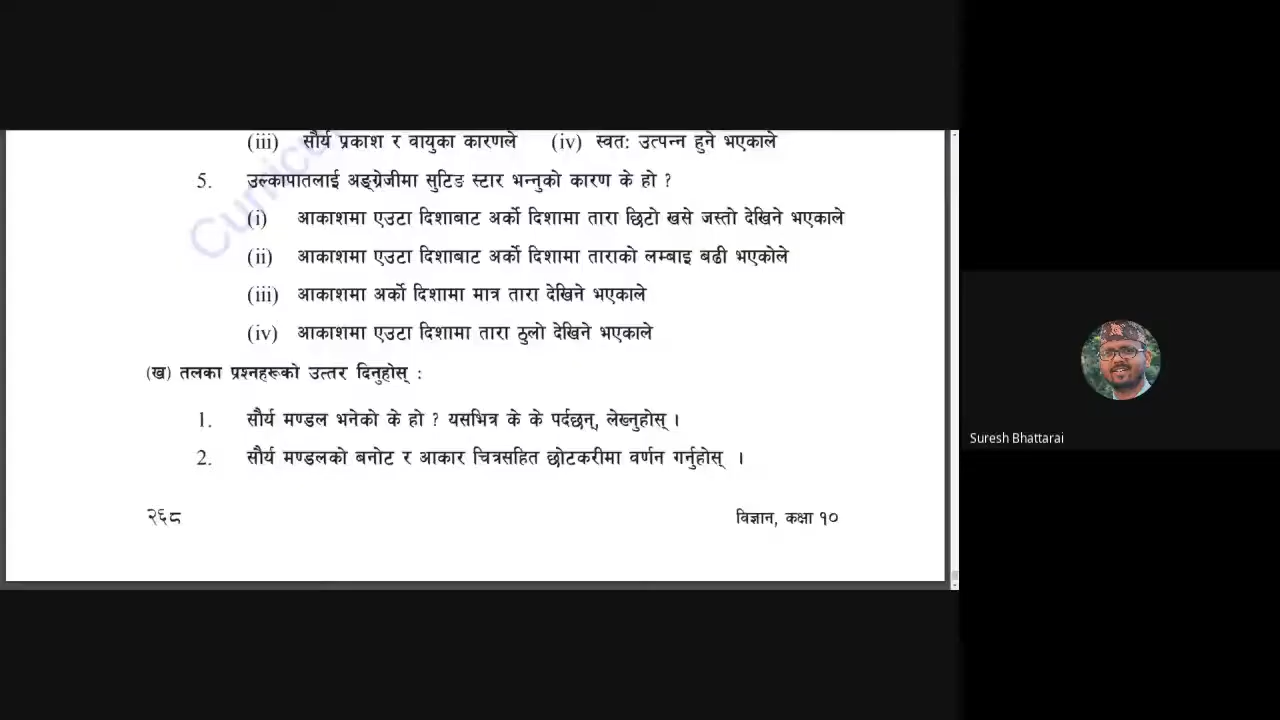 (iii) सौर्य प्रकाश र वायुका कारणले (iv) स्वत: उत्पन्न हुने भएकाले
5. उल्कापातलाई अङ्ग्रेजीमा सुटिङ स्टार भन्नुको कारण के हो ?
(i) आकाशमा एउटा दिशाबाट अर्को दिशामा तारा छिटो खसे जस्तो देखिने भएकाले
(ii) आकाशमा एउटा दिशाबाट अर्को दिशामा ताराको लम्बाइ बढी भएकोले
(iii) आकाशमा अर्को दिशामा मात्र तारा देखिने भएकाले
(iv) आकाशमा एउटा दिशामा तारा ठुलो देखिने भएकाले
(ख) तलका प्रश्नहरूको उत्तर दिनुहोस् :
1. सौर्य मण्डल भनेको के हो ? यसभित्र के के पर्दछन्, लेख्नुहोस् ।
2. सौर्य मण्डलको बनोट र आकार चित्रसहित छोटकरीमा वर्णन गर्नुहोस् ।
२६८ विज्ञान, कक्षा १०
Suresh Bhattarai